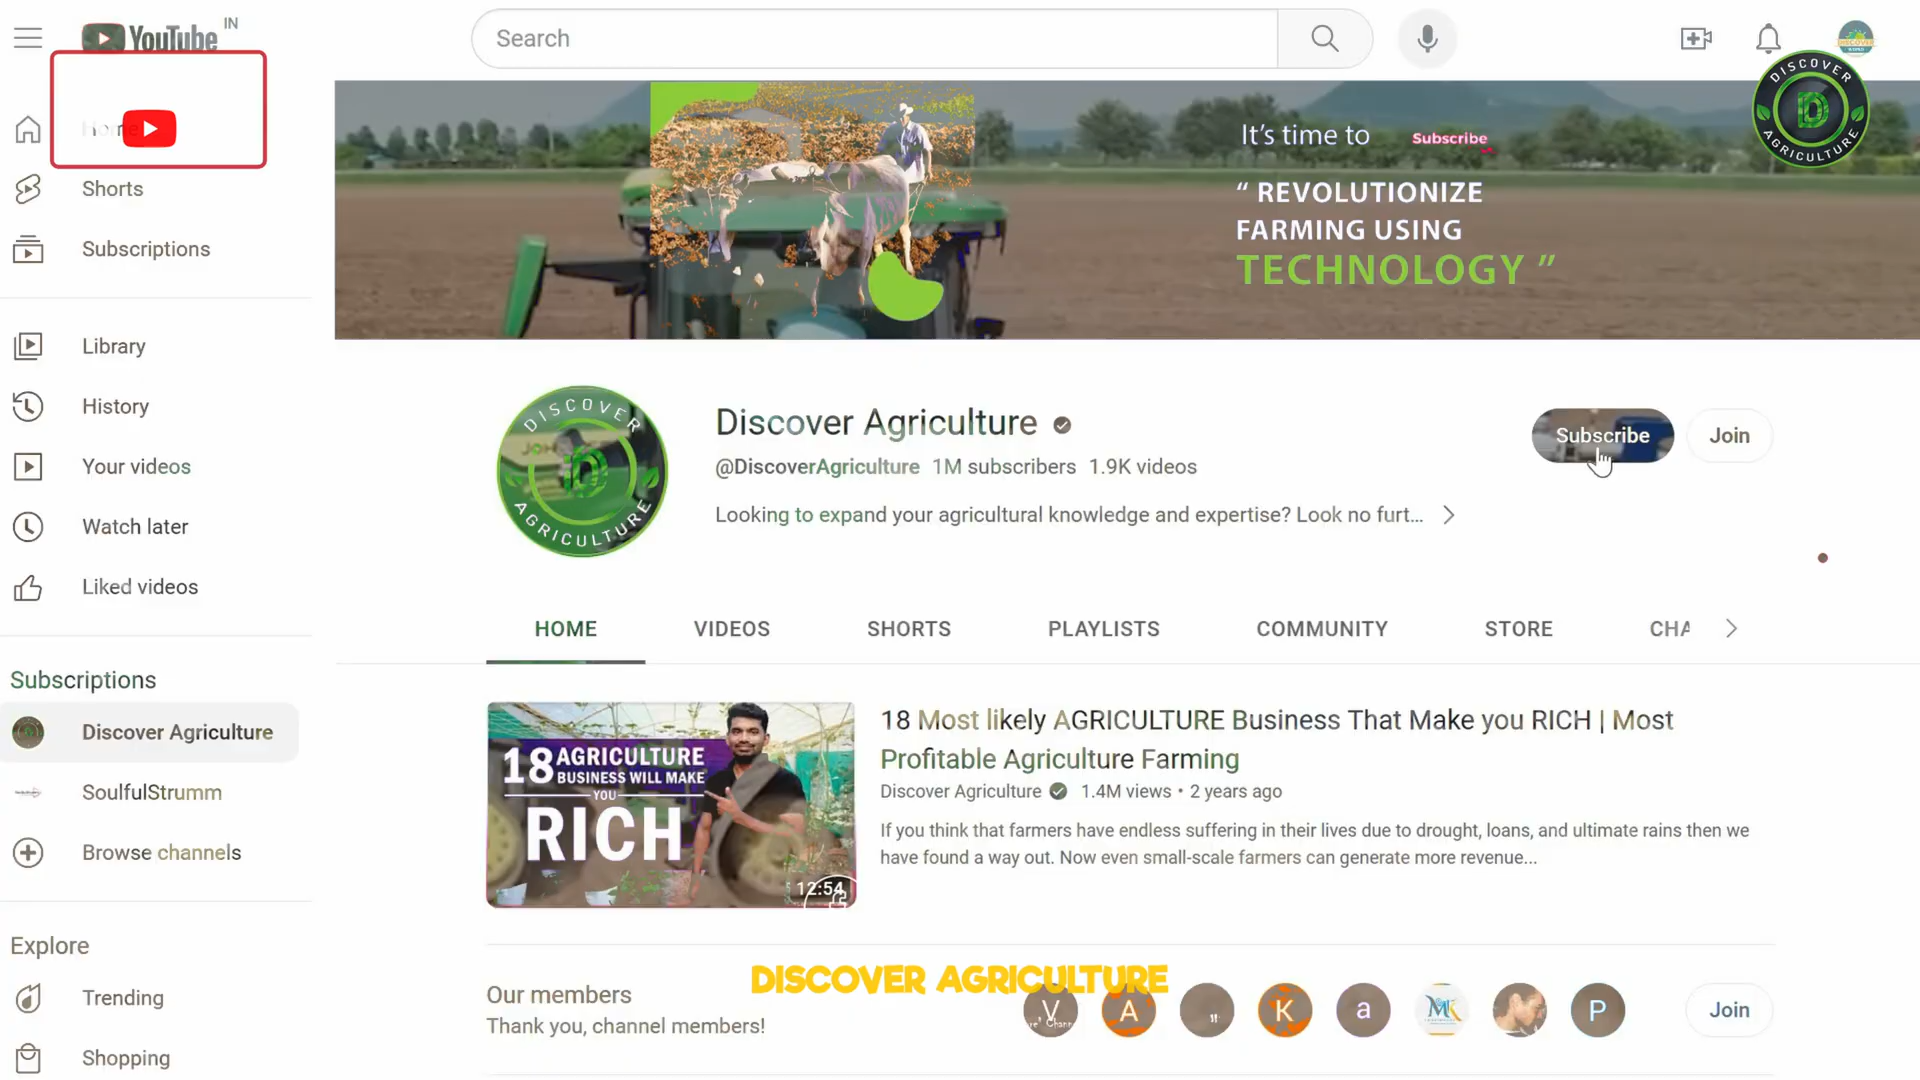 YouTube IN
Search
Home
Shorts
Subscriptions
Library
History
Your videos
Watch later
Liked videos
Subscriptions
Discover Agriculture
SoulfulStrumm
Browse channels
Explore
Trending
Shopping
It's time to Subscribe
“ REVOLUTIONIZE
FARMING USING
TECHNOLOGY ”
DISCOVER
AGRICULTURE
DISCOVER
AGRICULTURE
Discover Agriculture
@DiscoverAgriculture 1M subscribers 1.9K videos
Looking to expand your agricultural knowledge and expertise? Look no furt...
Subscribe
Join
HOME VIDEOS SHORTS PLAYLISTS COMMUNITY STORE CHA
18 AGRICULTURE
BUSINESS WILL MAKE
YOU
RICH
12:54
18 Most likely AGRICULTURE Business That Make you RICH | Most
Profitable Agriculture Farming
Discover Agriculture 1.4M views • 2 years ago
If you think that farmers have endless suffering in their lives due to drought, loans, and ultimate rains then we
have found a way out. Now even small-scale farmers can generate more revenue...
Our members
Thank you, channel members!
DISCOVER AGRICULTURE
V A K a MK P
Join